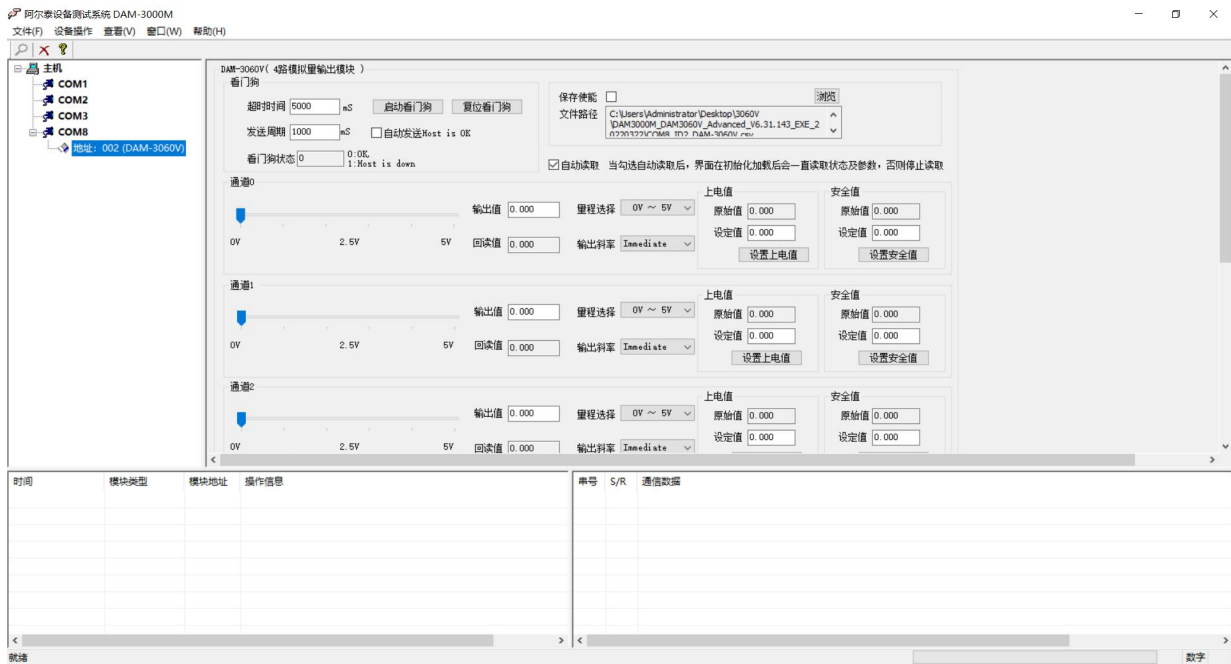 阿尔泰设备测试系统 DAM-3000M
文件(F) 设备操作 查看(V) 窗口(W) 帮助(H)
主机
COM1
COM2
COM3
COM8
地址：002 (DAM-3060V)
DAM-3060V( 4路模拟量输出模块 )
看门狗
超时时间 5000 mS 启动看门狗 复位看门狗
发送周期 1000 mS 自动发送Host is OK
看门狗状态 0 0:OK,
1:Host is down
保存使能 浏览
文件路径 C:\Users\Administrator\Desktop\3060V
\DAM3000M_DAM3060V_Advanced_V6.31.143_EXE_2
0220322\COM8_ID2_DAM-3060V.csv
自动读取 当勾选自动读取后，界面在初始化加载后会一直读取状态及参数，否则停止读取
通道0
上电值 安全值
输出值 0.000 量程选择 0V ～ 5V 原始值 0.000 原始值 0.000
设定值 0.000 设定值 0.000
0V 2.5V 5V 回读值 0.000 输出斜率 Immediate
设置上电值 设置安全值
通道1
上电值 安全值
输出值 0.000 量程选择 0V ～ 5V 原始值 0.000 原始值 0.000
设定值 0.000 设定值 0.000
0V 2.5V 5V 回读值 0.000 输出斜率 Immediate
设置上电值 设置安全值
通道2
上电值 安全值
输出值 0.000 量程选择 0V ～ 5V 原始值 0.000 原始值 0.000
设定值 0.000 设定值 0.000
0V 2.5V 5V 回读值 0.000 输出斜率 Immediate
时间 模块类型 模块地址 操作信息
串号 S/R 通信数据
就绪
数字